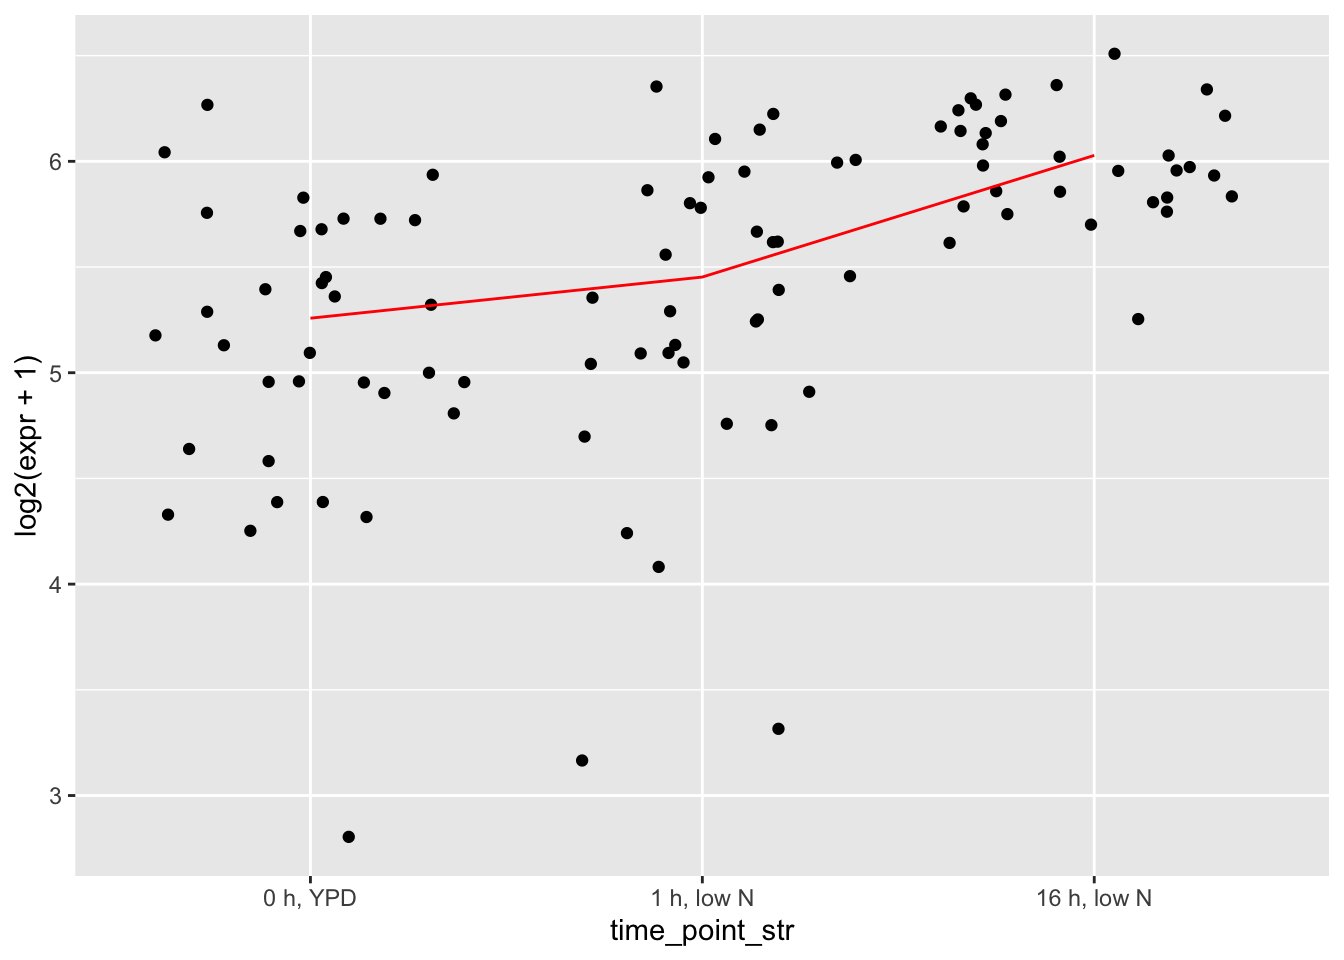 log2(expr + 1)
6
5
4
3
0 h, YPD
1 h, low N
16 h, low N
time_point_str